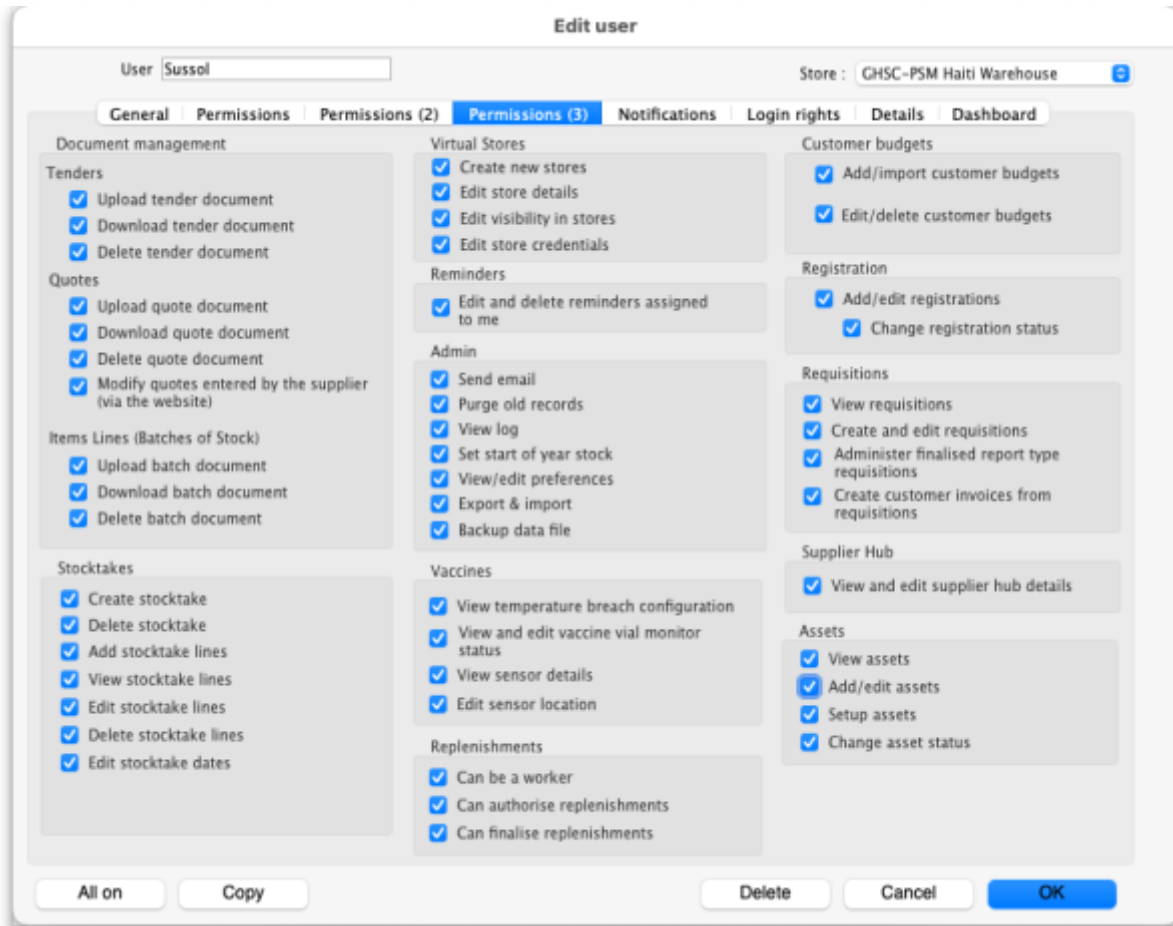 Edit user
User Sussol
Store : GHSC-PSM Haiti Warehouse
General Permissions Permissions (2) Permissions (3) Notifications Login rights Details Dashboard
Document management
Tenders
Upload tender document
Download tender document
Delete tender document
Quotes
Upload quote document
Download quote document
Delete quote document
Modify quotes entered by the supplier
(via the website)
Items Lines (Batches of Stock)
Upload batch document
Download batch document
Delete batch document
Stocktakes
Create stocktake
Delete stocktake
Add stocktake lines
View stocktake lines
Edit stocktake lines
Delete stocktake lines
Edit stocktake dates
Virtual Stores
Create new stores
Edit store details
Edit visibility in stores
Edit store credentials
Reminders
Edit and delete reminders assigned
to me
Admin
Send email
Purge old records
View log
Set start of year stock
View/edit preferences
Export & import
Backup data file
Vaccines
View temperature breach configuration
View and edit vaccine vial monitor
status
View sensor details
Edit sensor location
Replenishments
Can be a worker
Can authorise replenishments
Can finalise replenishments
Customer budgets
Add/import customer budgets
Edit/delete customer budgets
Registration
Add/edit registrations
Change registration status
Requisitions
View requisitions
Create and edit requisitions
Administer finalised report type
requisitions
Create customer invoices from
requisitions
Supplier Hub
View and edit supplier hub details
Assets
View assets
Add/edit assets
Setup assets
Change asset status
All on Copy Delete Cancel OK